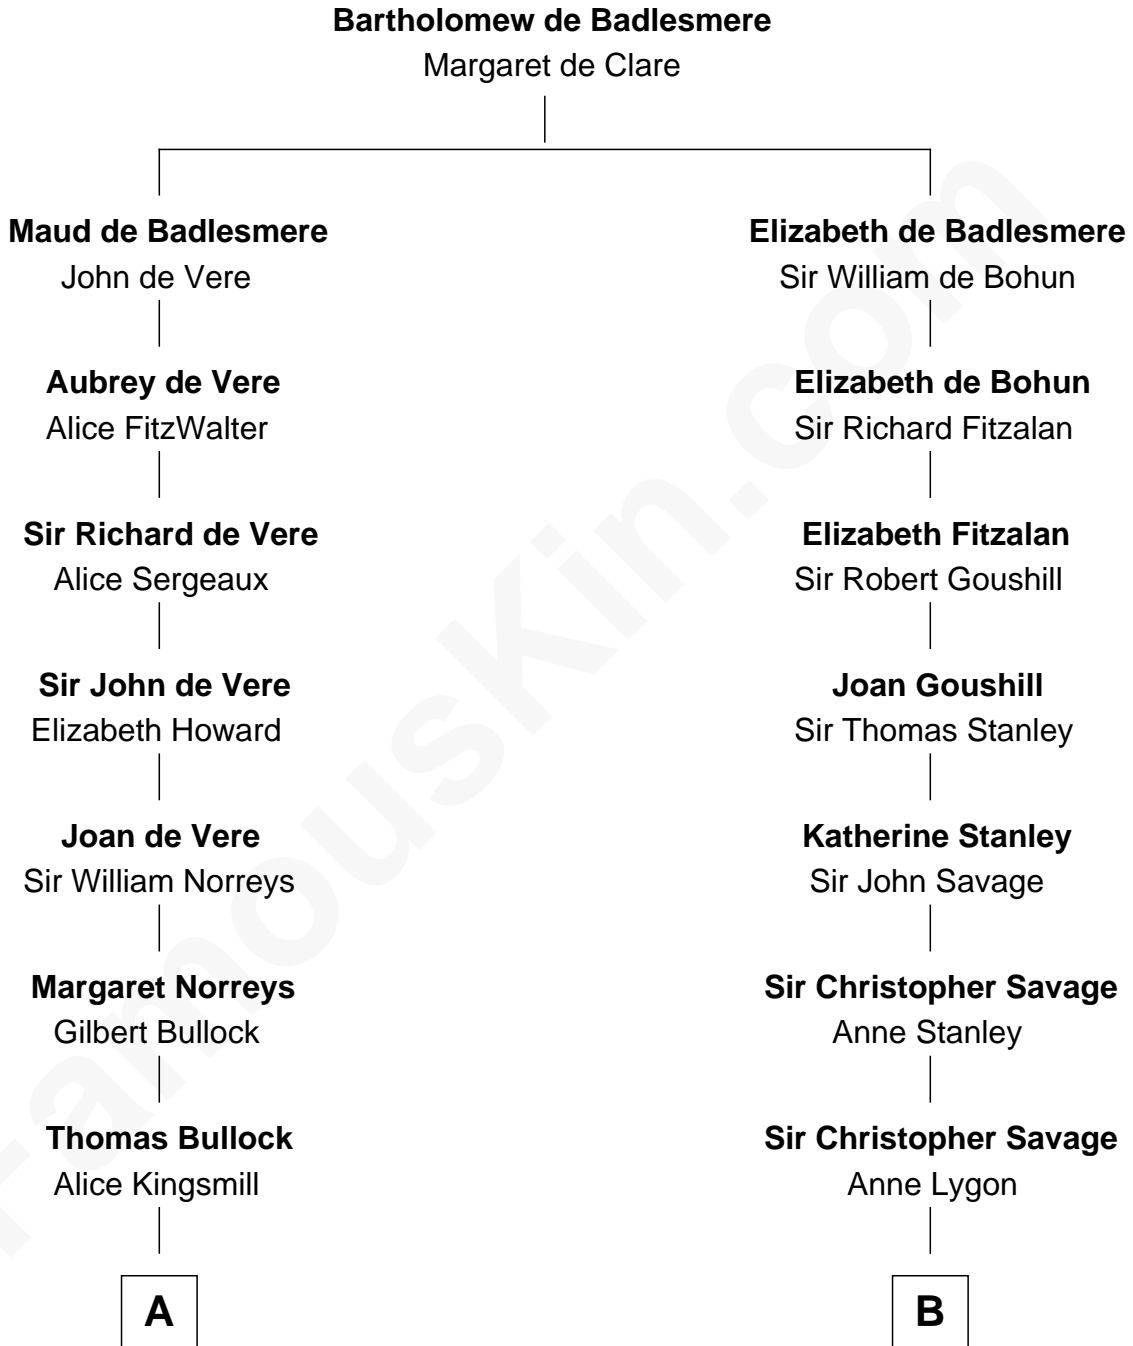 Bartholomew de Badlesmere
Margaret de Clare
Maud de Badlesmere
John de Vere
Elizabeth de Badlesmere
Sir William de Bohun
Aubrey de Vere
Alice FitzWalter
Elizabeth de Bohun
Sir Richard Fitzalan
Sir Richard de Vere
Alice Sergeaux
Elizabeth Fitzalan
Sir Robert Goushill
Sir John de Vere
Elizabeth Howard
Joan Goushill
Sir Thomas Stanley
Joan de Vere
Sir William Norreys
Katherine Stanley
Sir John Savage
Margaret Norreys
Gilbert Bullock
Sir Christopher Savage
Anne Stanley
Thomas Bullock
Alice Kingsmill
Sir Christopher Savage
Anne Lygon
A
B
FamousKin.com